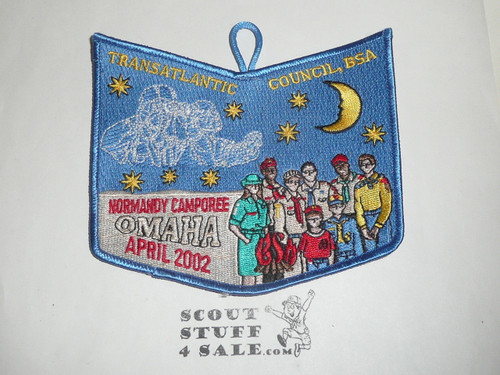 TRANSATLANTIC COUNCIL, BSA
NORMANDY CAMPOREE
OMAHA
APRIL 2002
SCOUT
STUFF
4 SALE.com